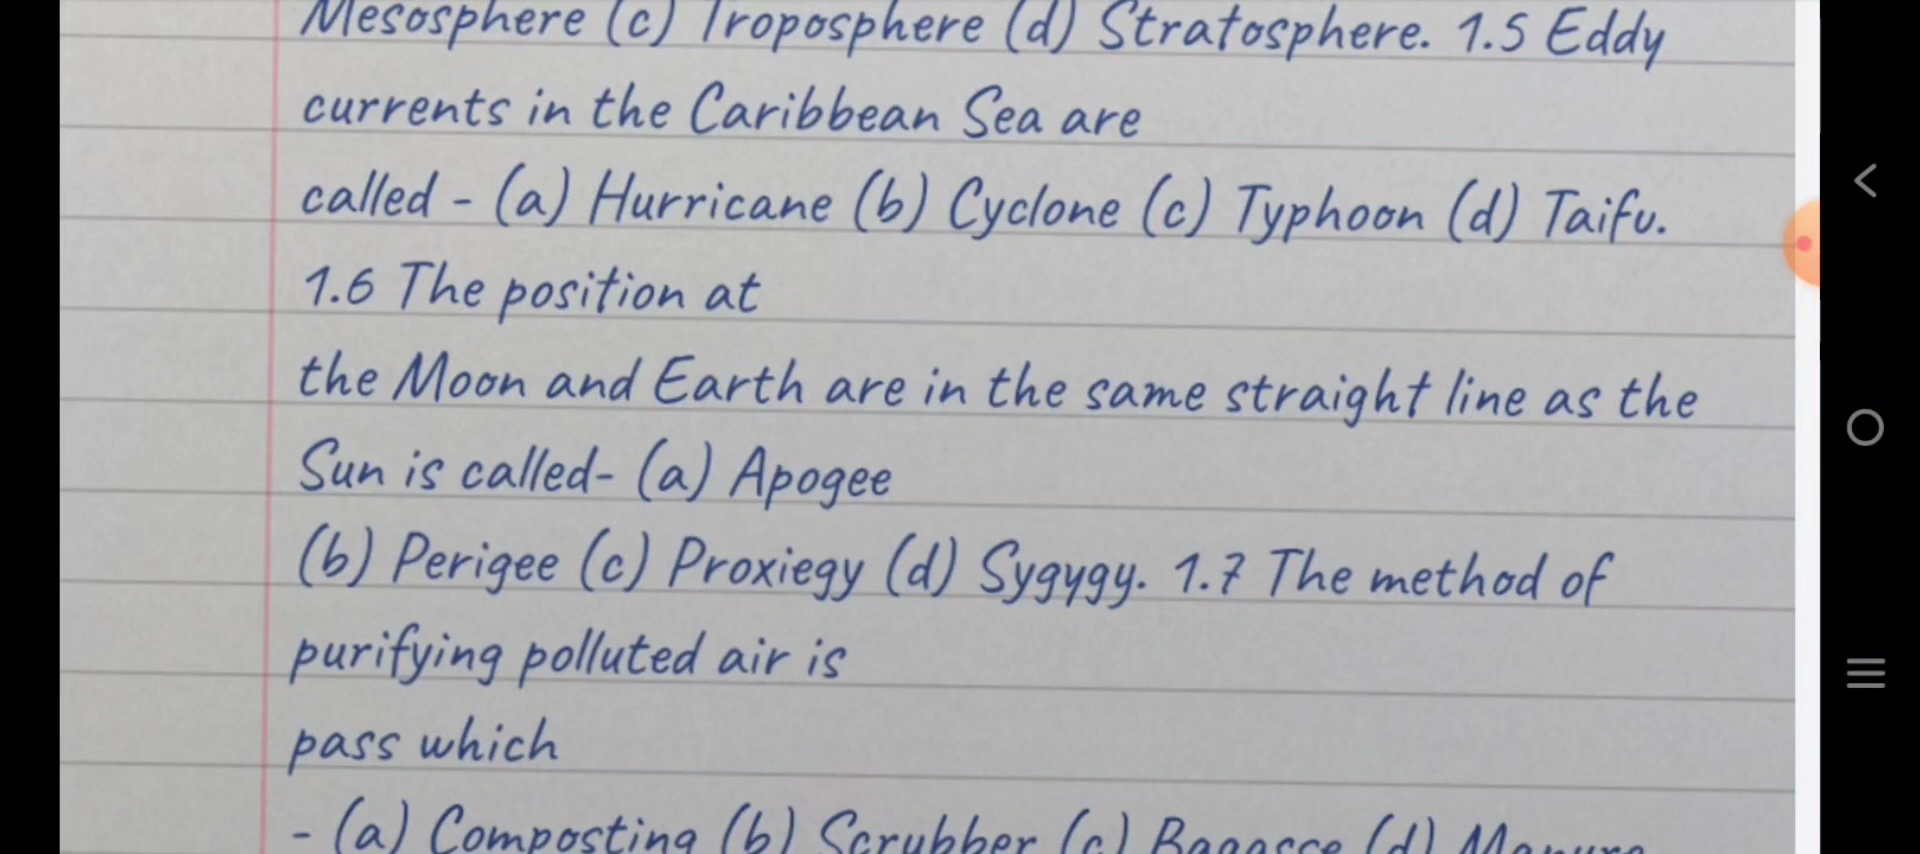 Mesosphere (c) Troposphere (d) Stratosphere. 1.5 Eddy
currents in the Caribbean Sea are
called - (a) Hurricane (b) Cyclone (c) Typhoon (d) Taifu.
1.6 The position at
the Moon and Earth are in the same straight line as the
Sun is called- (a) Apogee
(b) Perigee (c) Proxiegy (d) Sygygy. 1.7 The method of
purifying polluted air is
pass which
- (a) Composting (b) Scrubber (c) Bagasse (d) Manure